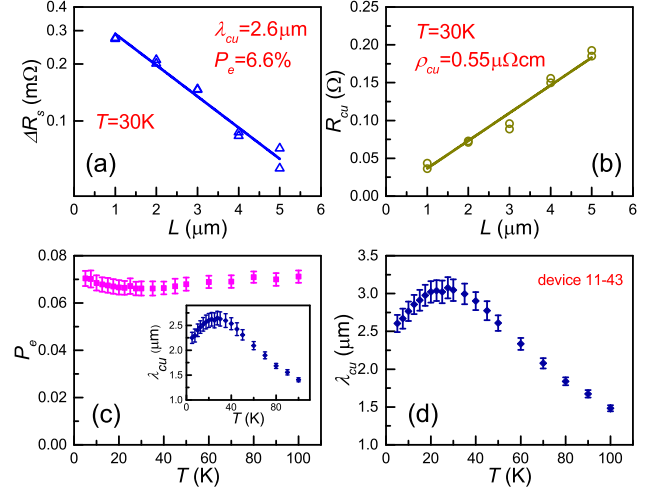 0.3
0.2
0.1
ΔR_s (mΩ)
λ_cu=2.6μm
P_e=6.6%
T=30K
(a)
0 1 2 3 4 5 6
L (μm)
0.25
0.20
0.15
0.10
0.05
0.00
R_cu (Ω)
T=30K
ρ_cu=0.55μΩcm
(b)
0 1 2 3 4 5 6
L (μm)
0.08
0.06
0.04
0.02
0.00
P_e
(c)
0 20 40 60 80 100
T (K)
2.5
2.0
1.5
1.0
λ_cu (μm)
0 40 80
T (K)
3.5
3.0
2.5
2.0
1.5
1.0
λ_cu (μm)
device 11-43
(d)
0 20 40 60 80 100
T (K)